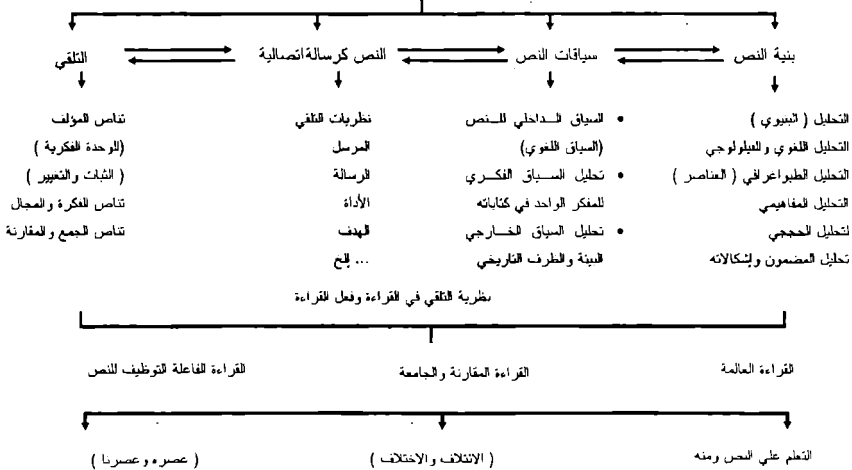 بنية النص
سياقات النص
النص كرسالة اتصالية
التلقي
التحليل ( البنيوي )
التحليل اللغوي والفيلولوجي
التحليل الطبواغرافي ( العناصر )
التحليل المفاهيمي
لتحليل الحججي
تحليل المضمون وإشكالاته
• السياق الداخلي للنص
(السياق اللغوي)
• تحليل السياق الفكري
للمفكر الواحد في كتاباته
• تحليل السياق الخارجي
البيئة والظرف التاريخي
نظريات التلقي
المرسل
الرسالة
الأداة
الهدف
... إلخ
تناص المؤلف
(الوحدة الفكرية )
( الثبات والتغيير )
تناص الفكرة والمجال
تناص الجمع والمقارنة
نظرية التلقي في القراءة وفعل القراءة
القراءة العالمة
القراءة المقارنة والجامعة
القراءة الفاعلة التوظيف للنص
التعلم علي النص ومنه
( الائتلاف والاختلاف )
( عصره وعصرنا )